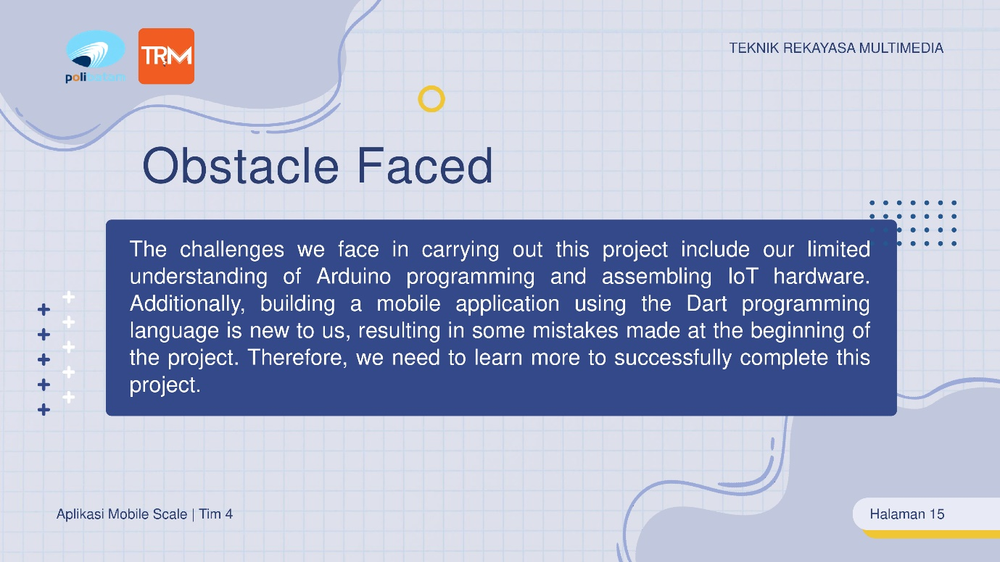 polibatam
TRM
TEKNIK REKAYASA MULTIMEDIA
Obstacle Faced
The challenges we face in carrying out this project include our limited
understanding of Arduino programming and assembling IoT hardware.
Additionally, building a mobile application using the Dart programming
language is new to us, resulting in some mistakes made at the beginning of
the project. Therefore, we need to learn more to successfully complete this
project.
Aplikasi Mobile Scale | Tim 4
Halaman 15